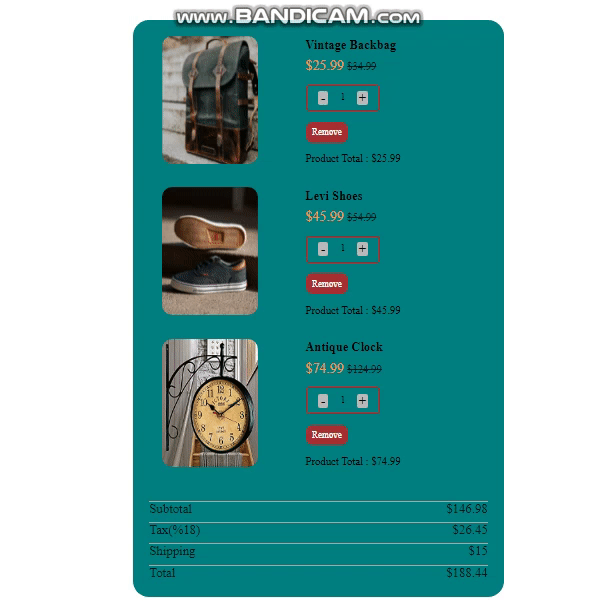 www.BANDICAM.com
Vintage Backbag
$25.99 $34.99
- 1 +
Remove
Product Total : $25.99
Levi Shoes
$45.99 $54.99
- 1 +
Remove
Product Total : $45.99
Antique Clock
$74.99 $124.99
- 1 +
Remove
Product Total : $74.99
Subtotal $146.98
Tax(%18) $26.45
Shipping $15
Total $188.44